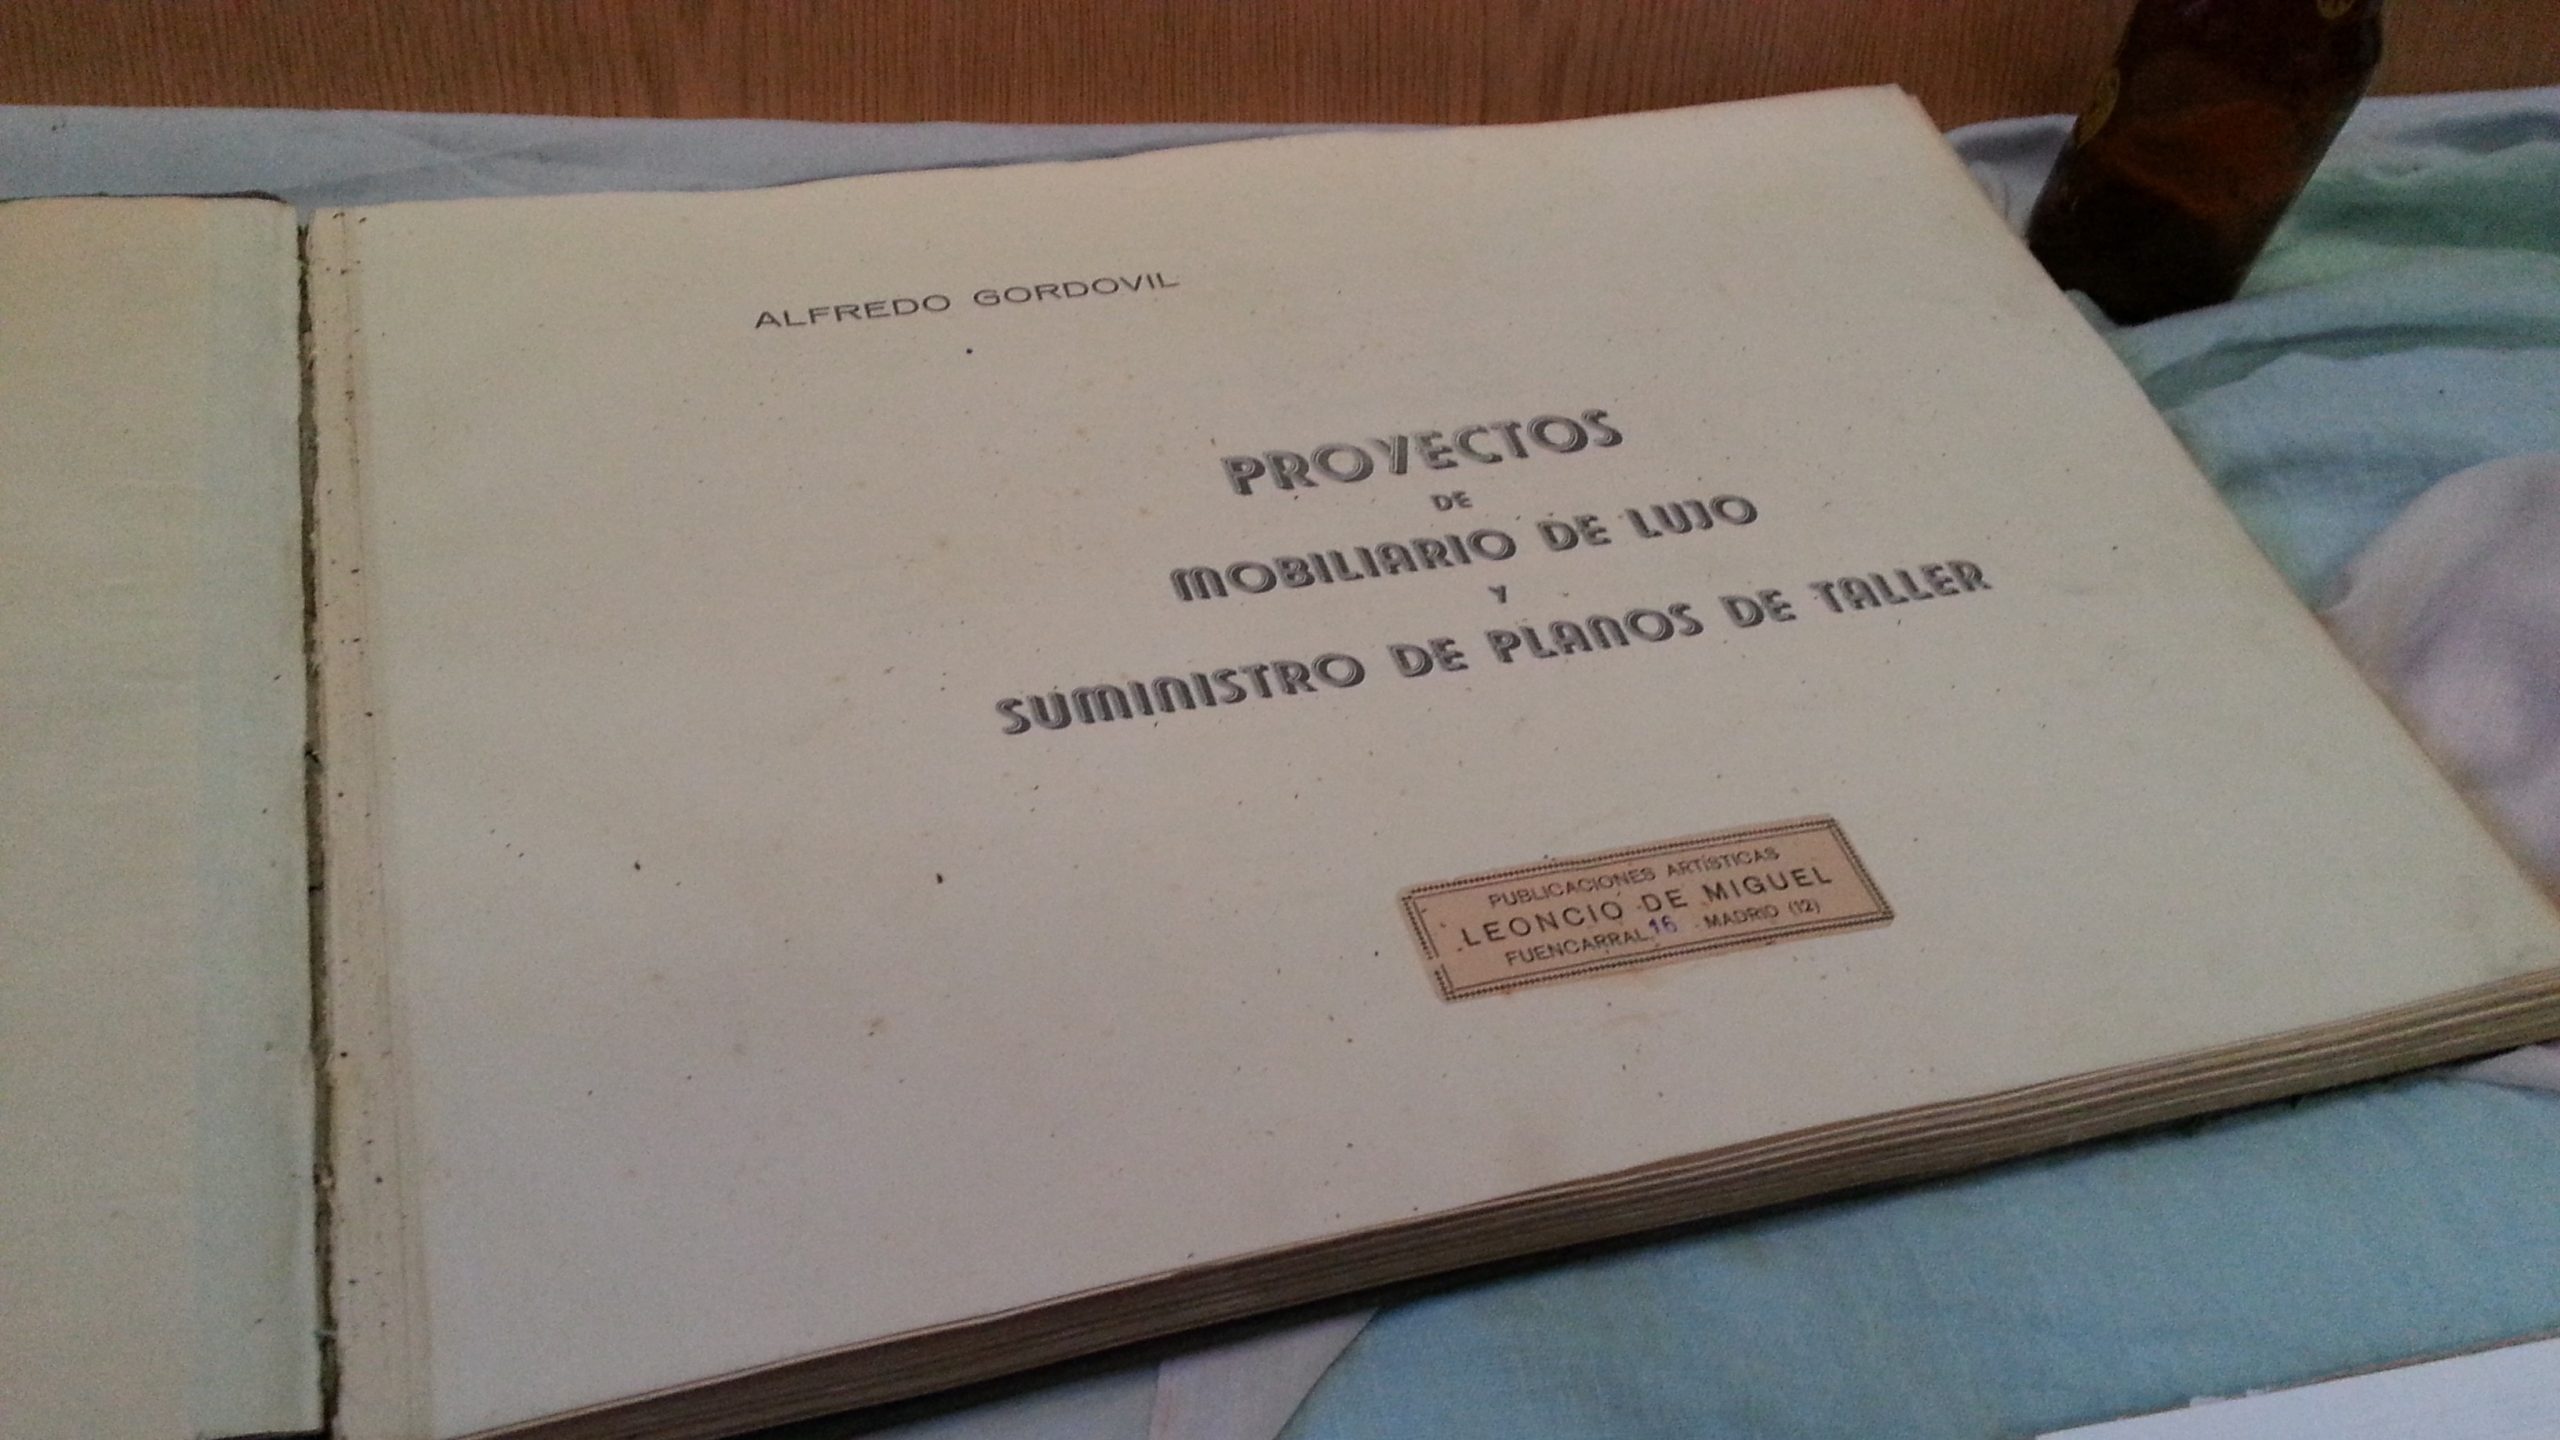 ALFREDO GORDOVIL
PROYECTOS
DE
MOBILIARIO DE LUJO
Y
SUMINISTRO DE PLANOS DE TALLER
PUBLICACIONES ARTÍSTICAS
LEONCIO DE MIGUEL
FUENCARRAL, 16 - MADRID (12)